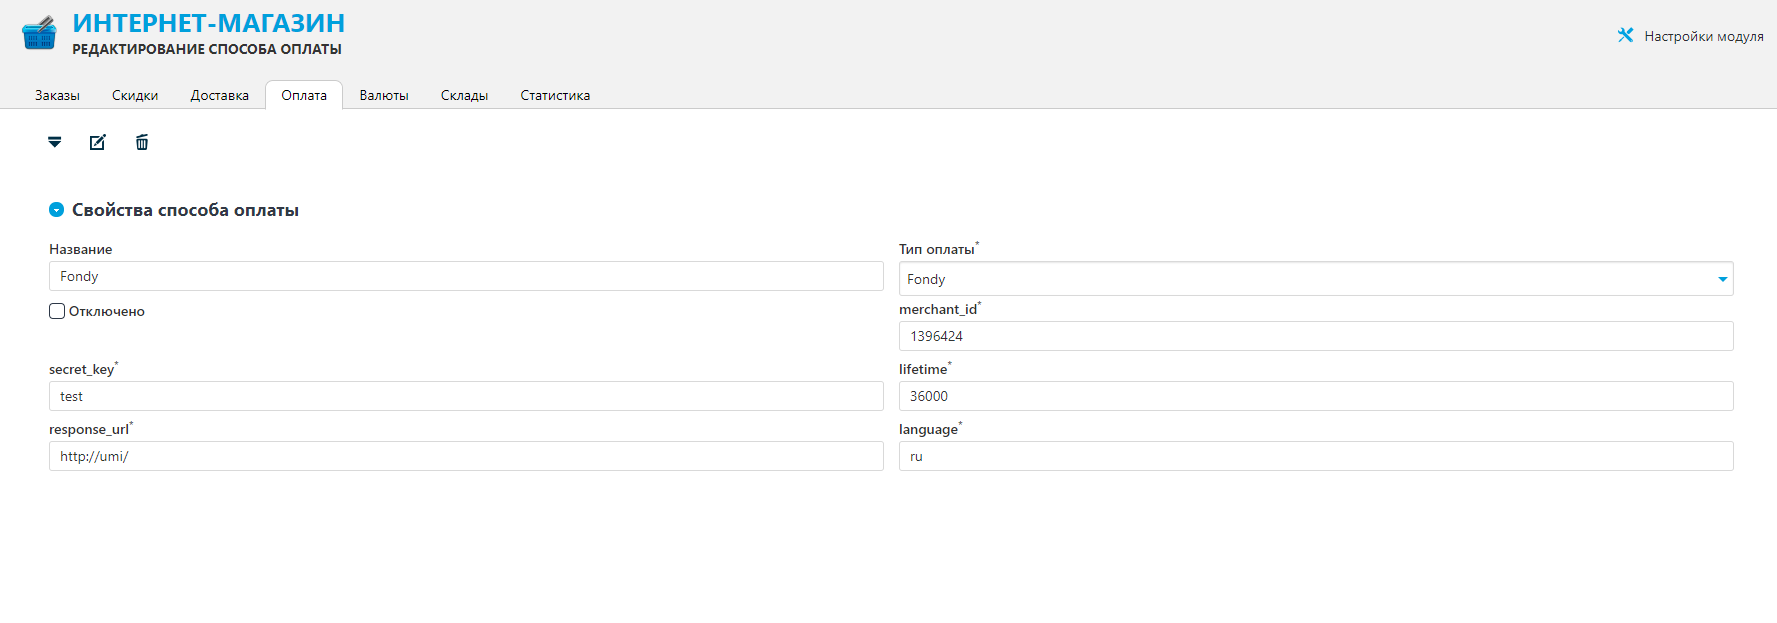 ИНТЕРНЕТ-МАГАЗИН
РЕДАКТИРОВАНИЕ СПОСОБА ОПЛАТЫ
Настройки модуля
Заказы Скидки Доставка Оплата Валюты Склады Статистика
Свойства способа оплаты
Название
Fondy
Тип оплаты*
Fondy
Отключено
merchant_id*
1396424
secret_key*
test
lifetime*
36000
response_url*
http://umi/
language*
ru